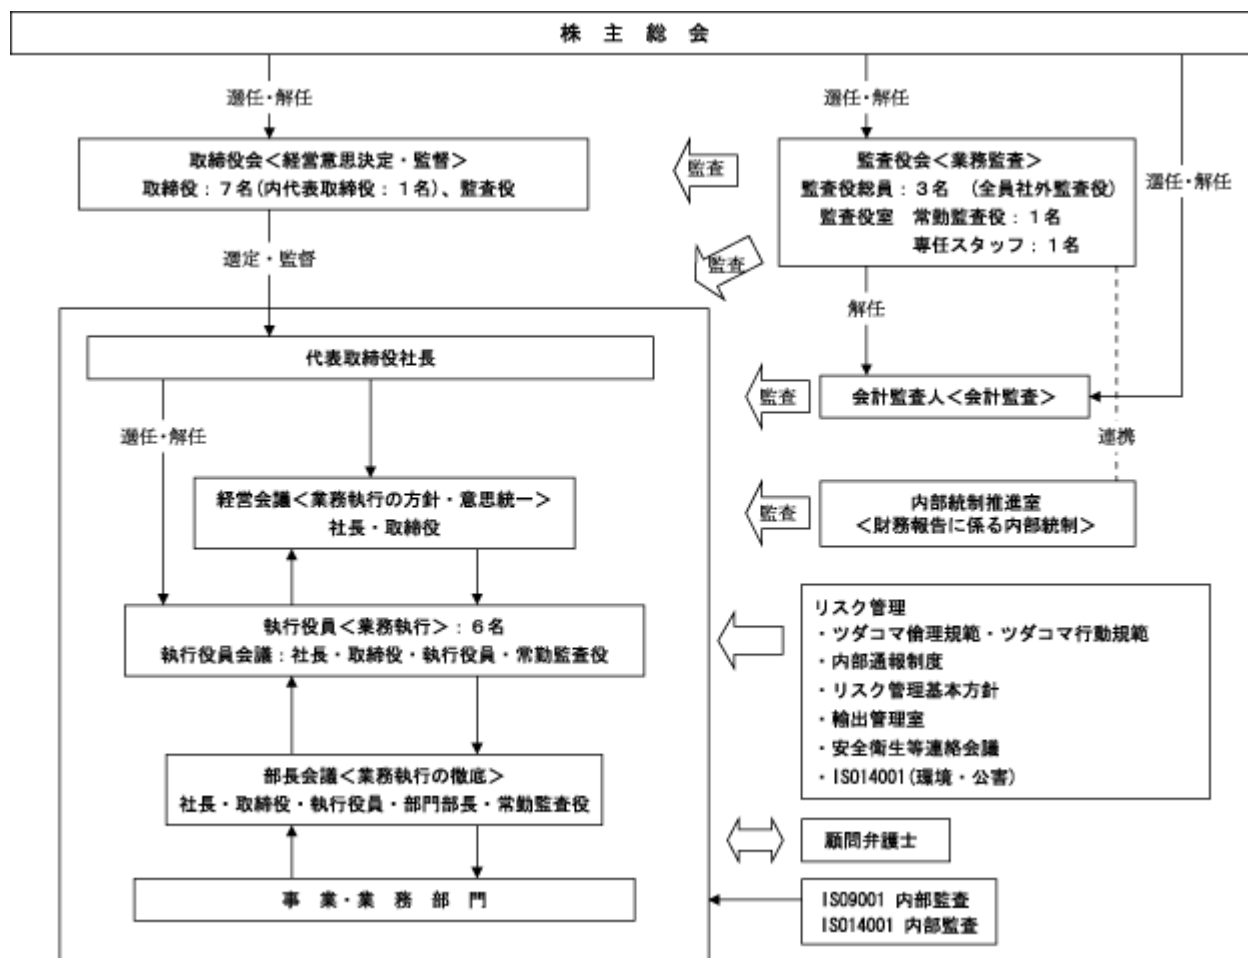 株 主 総 会
選任・解任
選任・解任
選任・解任
取締役会＜経営意思決定・監督＞
取締役：７名(内代表取締役：１名)、監査役
監査
監査役会＜業務監査＞
監査役総員：３名 （全員社外監査役）
監査役室 常勤監査役：１名
専任スタッフ：１名
選定・監督
監査
解任
代表取締役社長
監査
会計監査人＜会計監査＞
選任・解任
連携
経営会議＜業務執行の方針・意思統一＞
社長・取締役
監査
内部統制推進室
＜財務報告に係る内部統制＞
執行役員＜業務執行＞：６名
執行役員会議：社長・取締役・執行役員・常勤監査役
リスク管理
・ツダコマ倫理規範・ツダコマ行動規範
・内部通報制度
・リスク管理基本方針
・輸出管理室
・安全衛生等連絡会議
・ISO14001(環境・公害)
部長会議＜業務執行の徹底＞
社長・取締役・執行役員・部門部長・常勤監査役
顧問弁護士
事 業・業 務 部 門
ISO9001 内部監査
ISO14001 内部監査